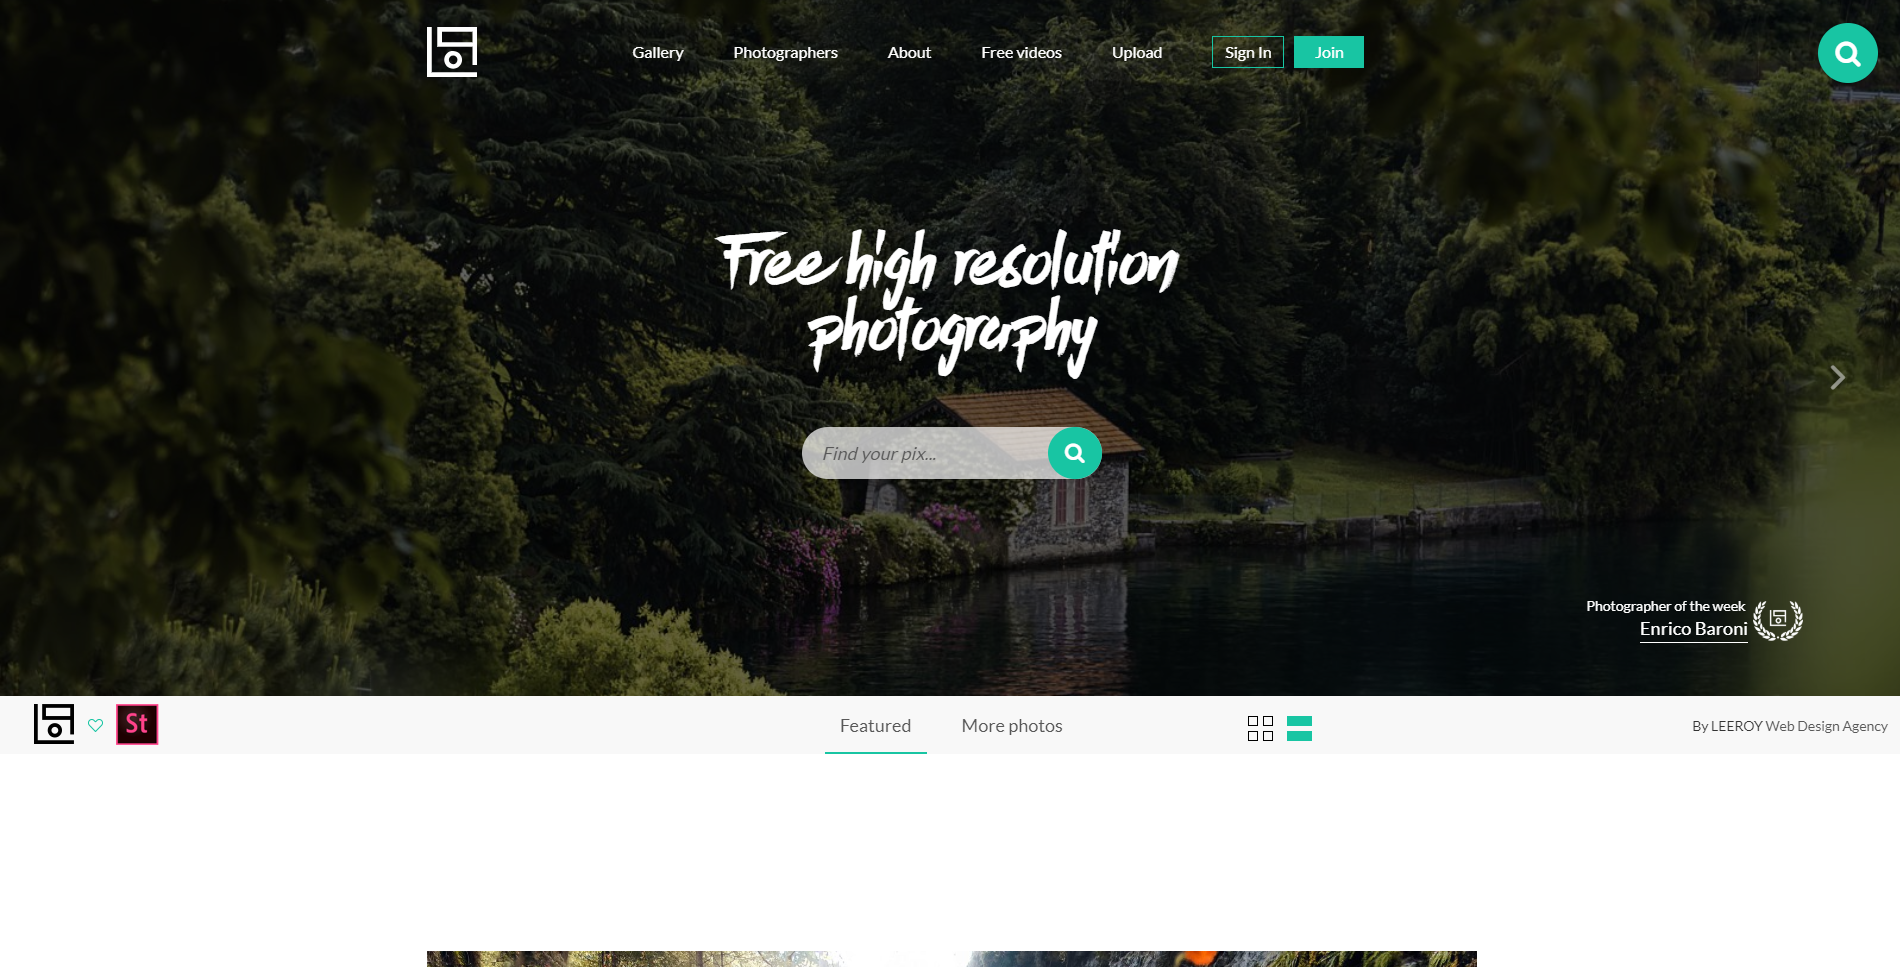 Gallery Photographers About Free videos Upload Sign In Join
Free high resolution
photography
Find your pix...
Photographer of the week
Enrico Baroni
St
Featured More photos
By LEEROY Web Design Agency